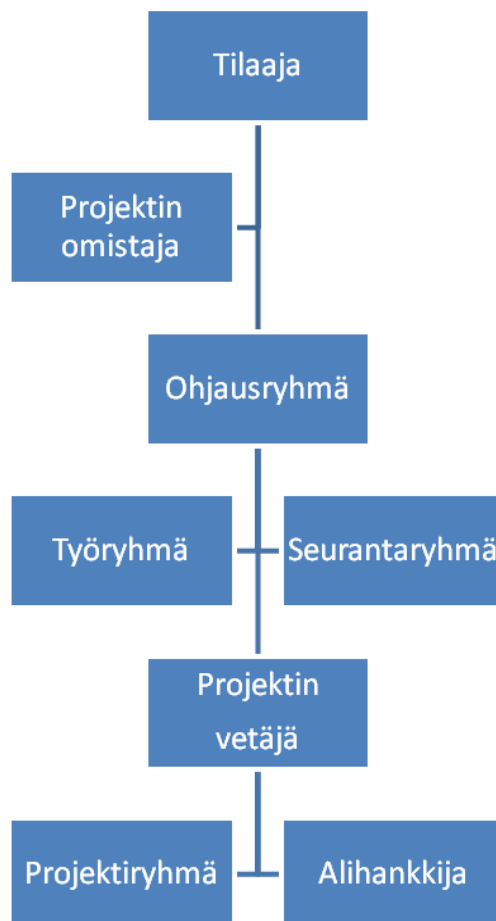 Tilaaja
Projektin
omistaja
Ohjausryhmä
Työryhmä
Seurantaryhmä
Projektin
vetäjä
Projektiryhmä
Alihankkija